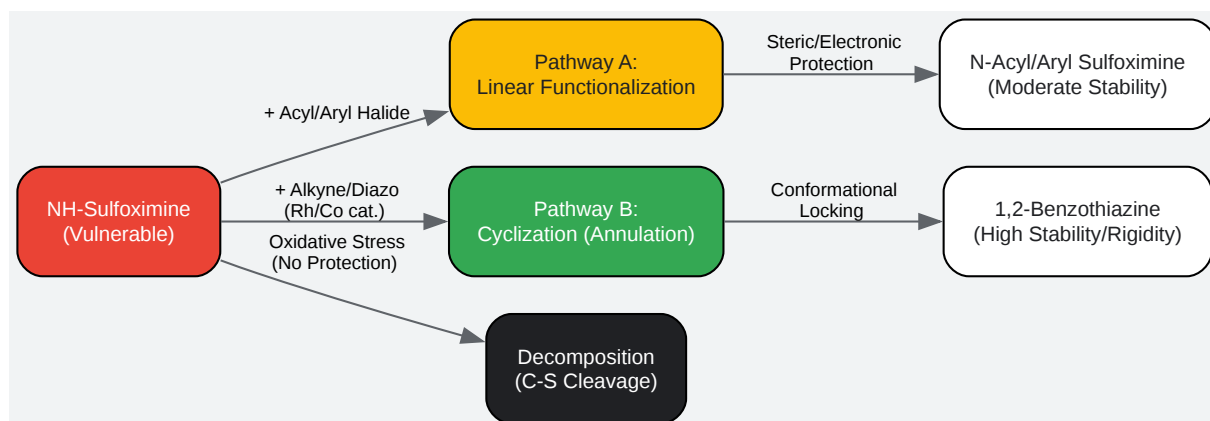 Pathway A:
Linear Functionalization
Steric/Electronic
Protection
N-Acyl/Aryl Sulfoximine
(Moderate Stability)
+ Acyl/Aryl Halide
NH-Sulfoximine
(Vulnerable)
+ Alkyne/Diazo
(Rh/Co cat.)
Pathway B:
Cyclization (Annulation)
Conformational
Locking
1,2-Benzothiazine
(High Stability/Rigidity)
Oxidative Stress
(No Protection)
Decomposition
(C-S Cleavage)